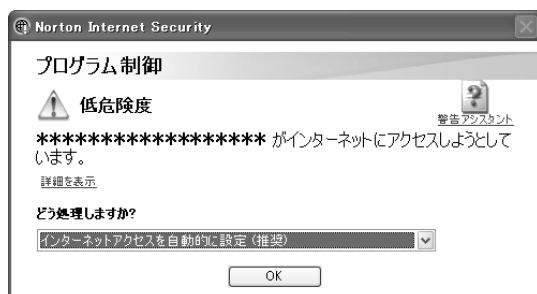 Norton Internet Security
プログラム制御
低危険度
警告アシスタント
****************** がインターネットにアクセスしようとして
います。
詳細を表示
どう処理しますか?
インターネットアクセスを自動的に設定 (推奨)
OK